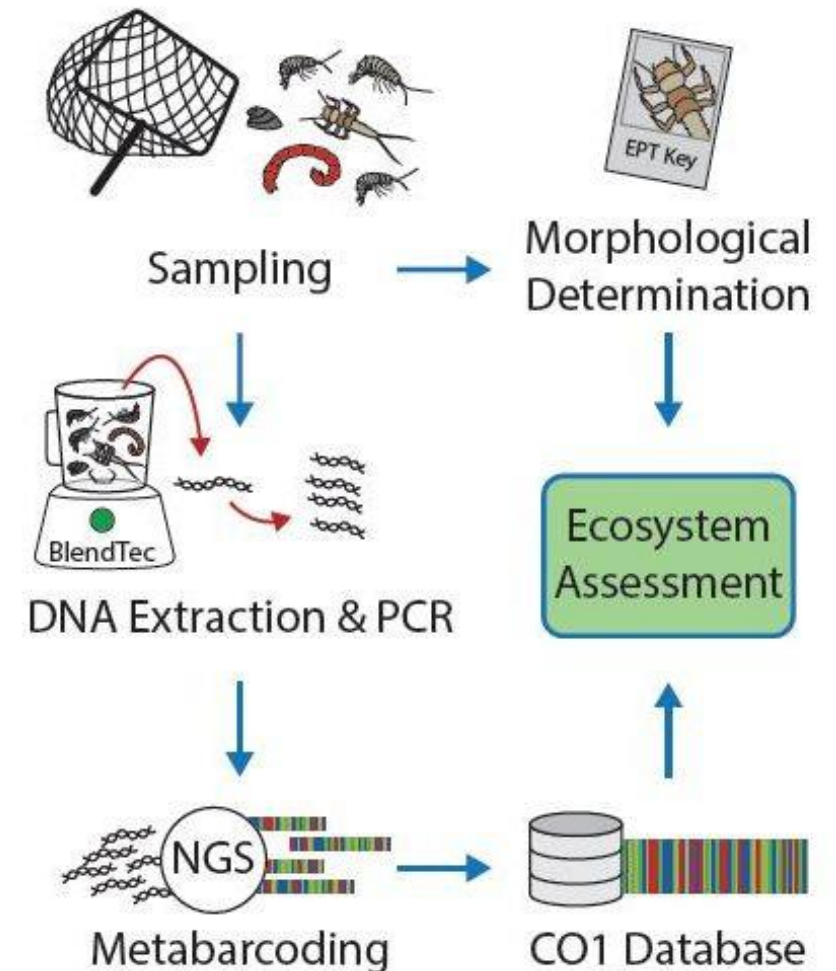 EPT Key
Sampling
Morphological
Determination
BlendTec
DNA Extraction & PCR
Ecosystem
Assessment
NGS
Metabarcoding
CO1 Database